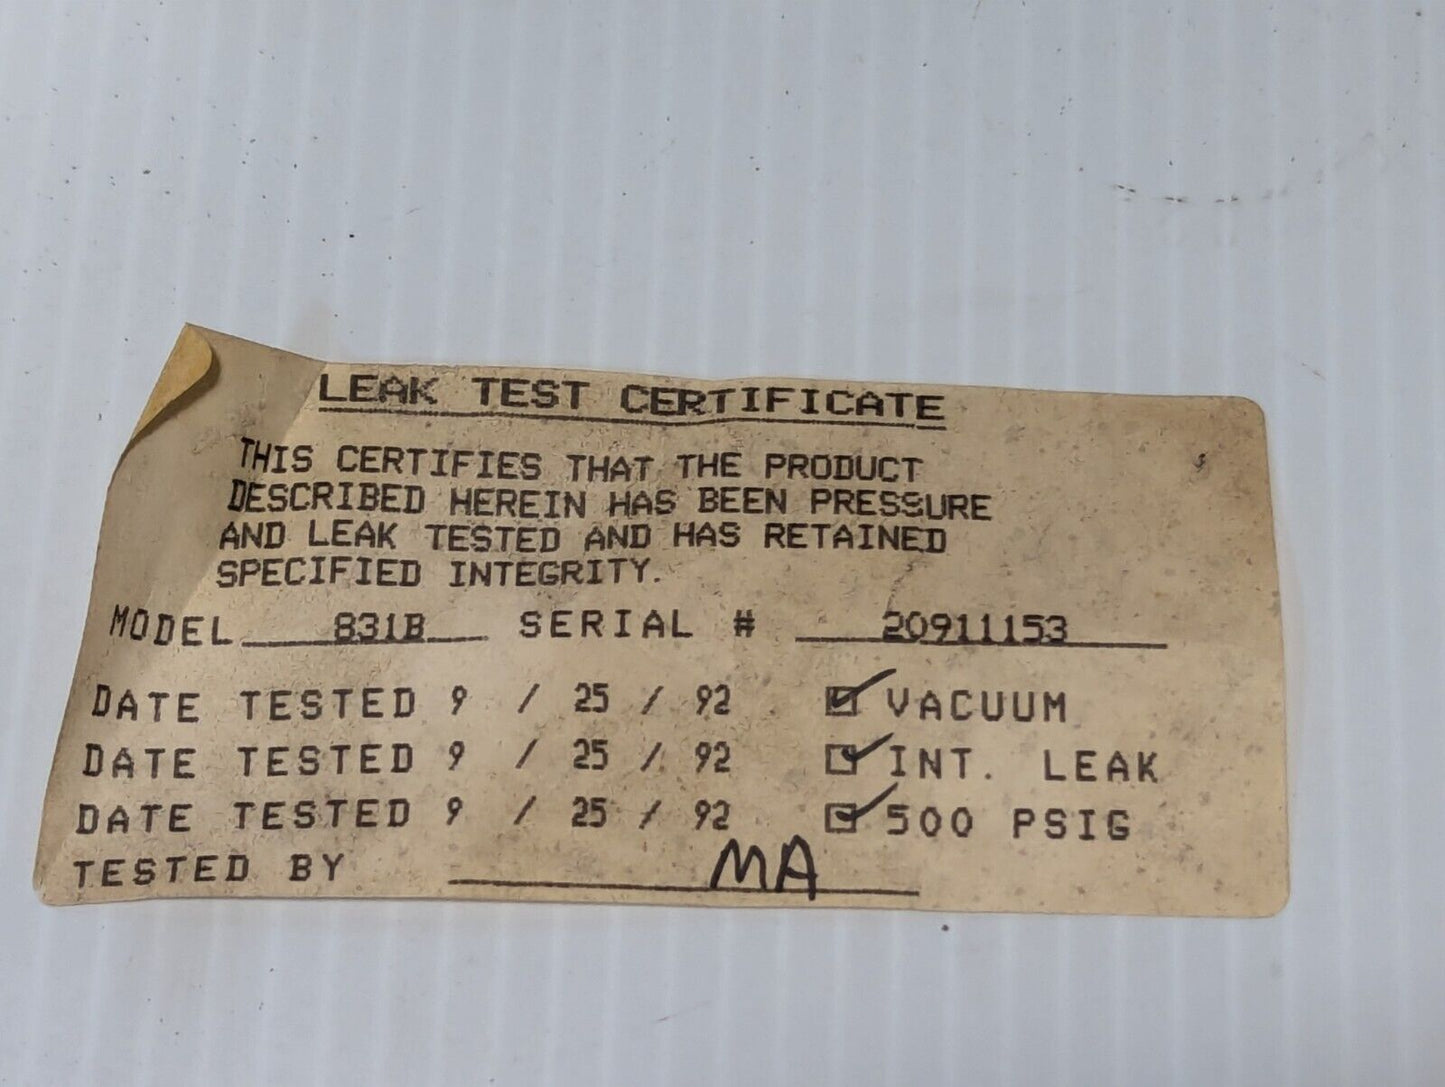 LEAK TEST CERTIFICATE
THIS CERTIFIES THAT THE PRODUCT
DESCRIBED HEREIN HAS BEEN PRESSURE
AND LEAK TESTED AND HAS RETAINED
SPECIFIED INTEGRITY.
MODEL 831B SERIAL # 20911153
DATE TESTED 9 / 25 / 92 VACUUM
DATE TESTED 9 / 25 / 92 INT. LEAK
DATE TESTED 9 / 25 / 92 500 PSIG
TESTED BY MA